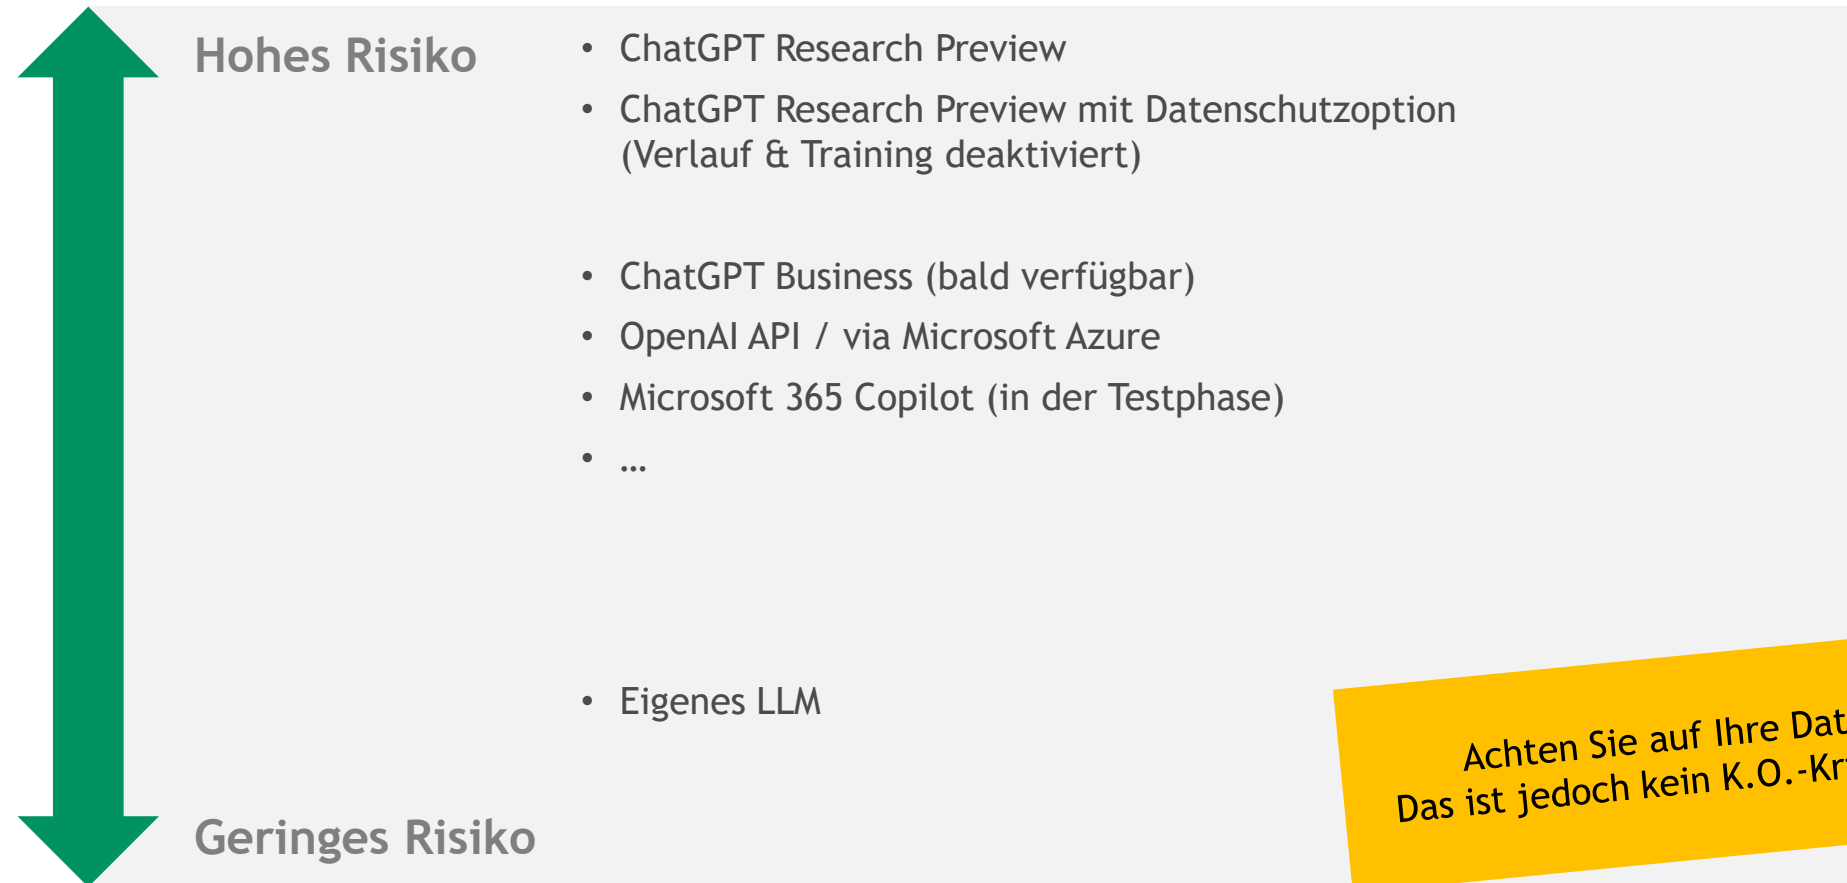 Hohes Risiko
• ChatGPT Research Preview
• ChatGPT Research Preview mit Datenschutzoption
(Verlauf & Training deaktiviert)
• ChatGPT Business (bald verfügbar)
• OpenAI API / via Microsoft Azure
• Microsoft 365 Copilot (in der Testphase)
• …
• Eigenes LLM
Geringes Risiko
Achten Sie auf Ihre
Das ist jedoch kein